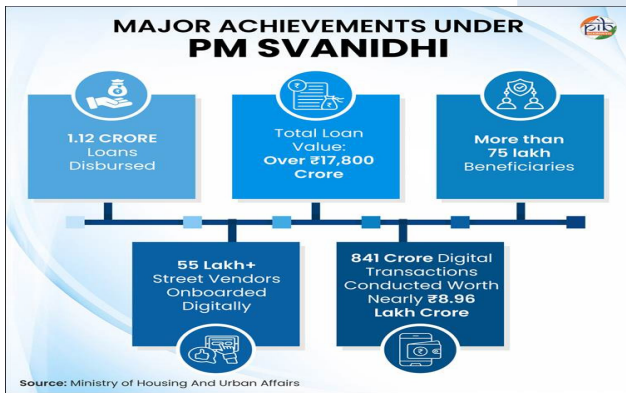 MAJOR ACHIEVEMENTS UNDER
PM SVANIDHI
pib
1.12 CRORE
Loans
Disbursed
Total Loan
Value:
Over ₹17,800
Crore
More than
75 lakh
Beneficiaries
55 Lakh+
Street Vendors
Onboarded
Digitally
841 Crore Digital
Transactions
Conducted Worth
Nearly ₹8.96
Lakh Crore
Source: Ministry of Housing And Urban Affairs